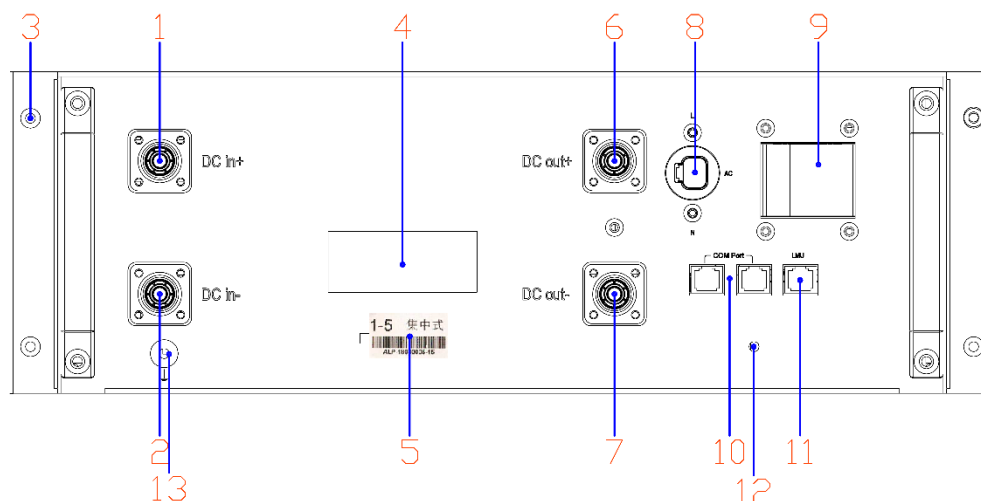 3 1 4 6 8 9
L
DC in+ DC out+ AC
N
COM Port LMU
DC in- DC out-
1-5 集中式
2 13 5 7 10 12 11